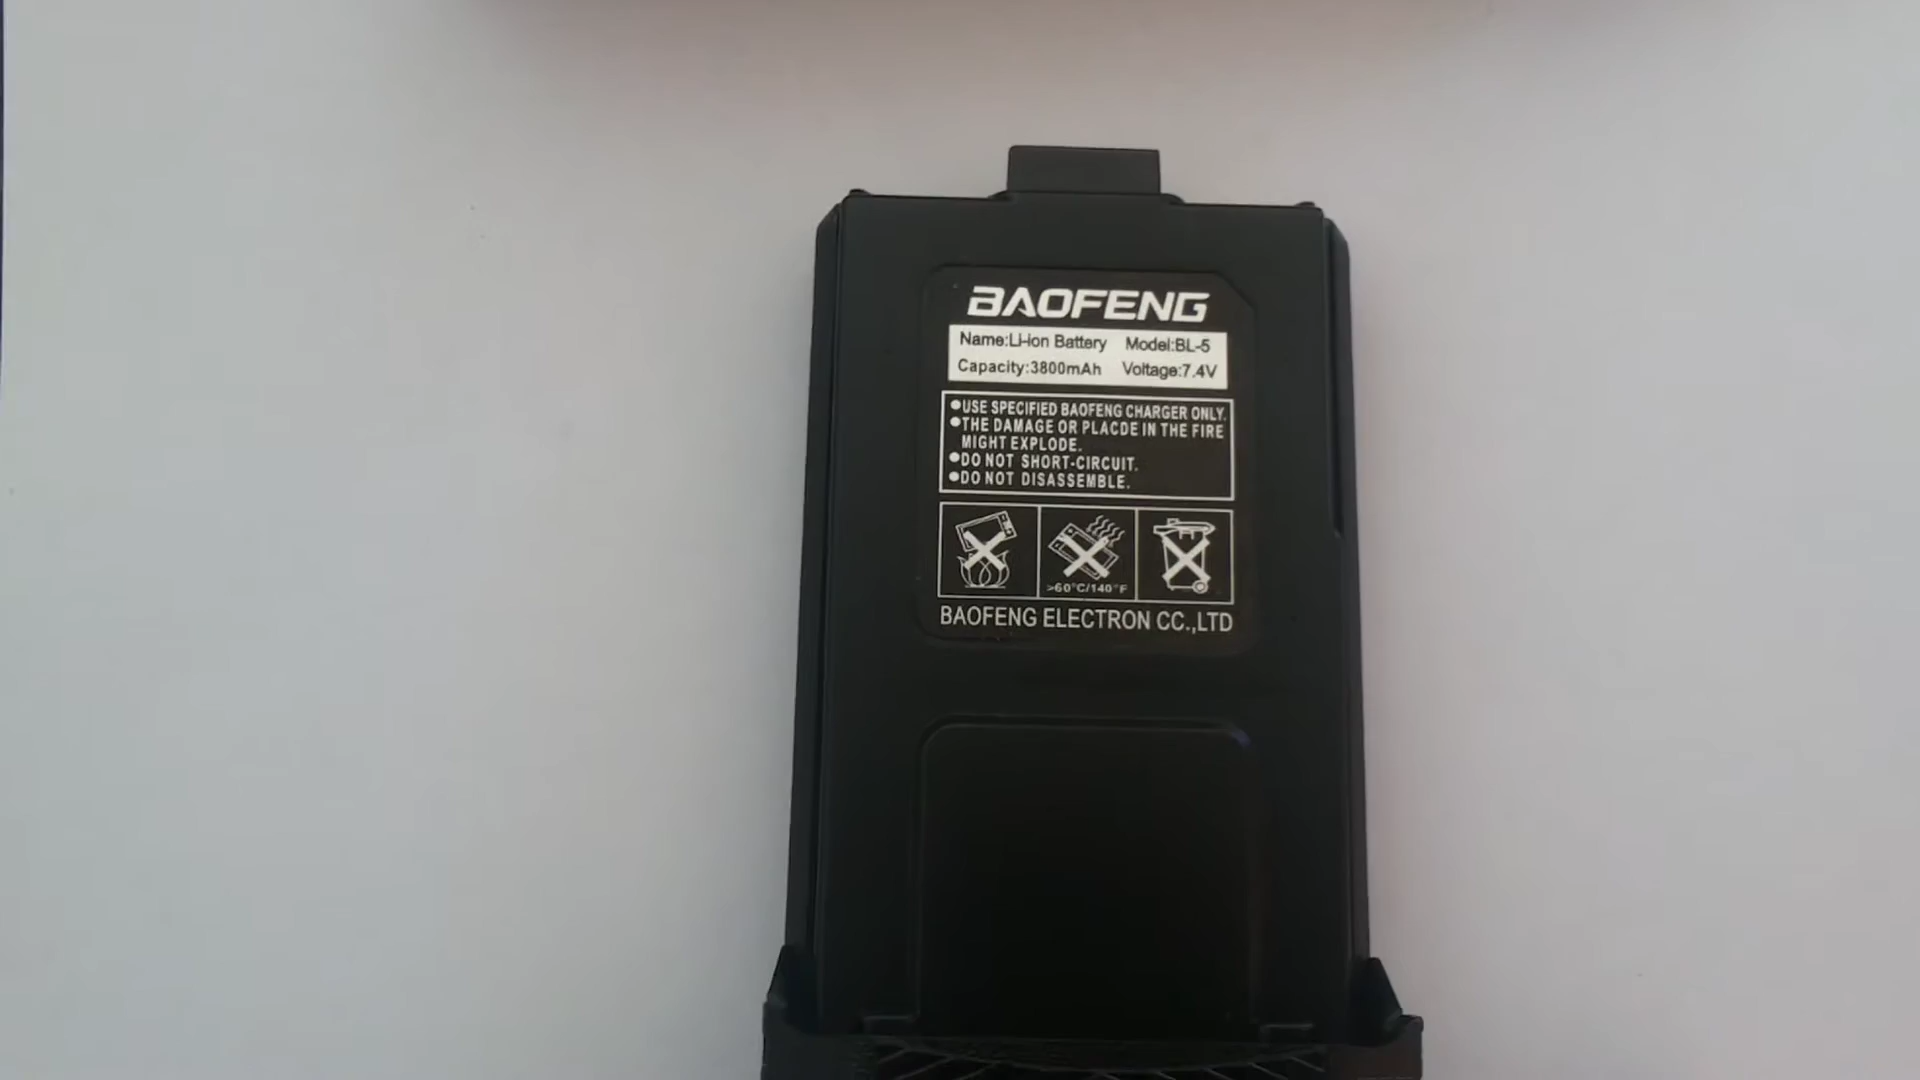 BAOFENG
Name:Li-ion Battery Model:BL-5
Capacity:3800mAh Voltage:7.4V
●USE SPECIFIED BAOFENG CHARGER ONLY.
●THE DAMAGE OR PLACDE IN THE FIRE
MIGHT EXPLODE.
●DO NOT SHORT-CIRCUIT.
●DO NOT DISASSEMBLE.
>60°C/140°F
BAOFENG ELECTRON CC.,LTD